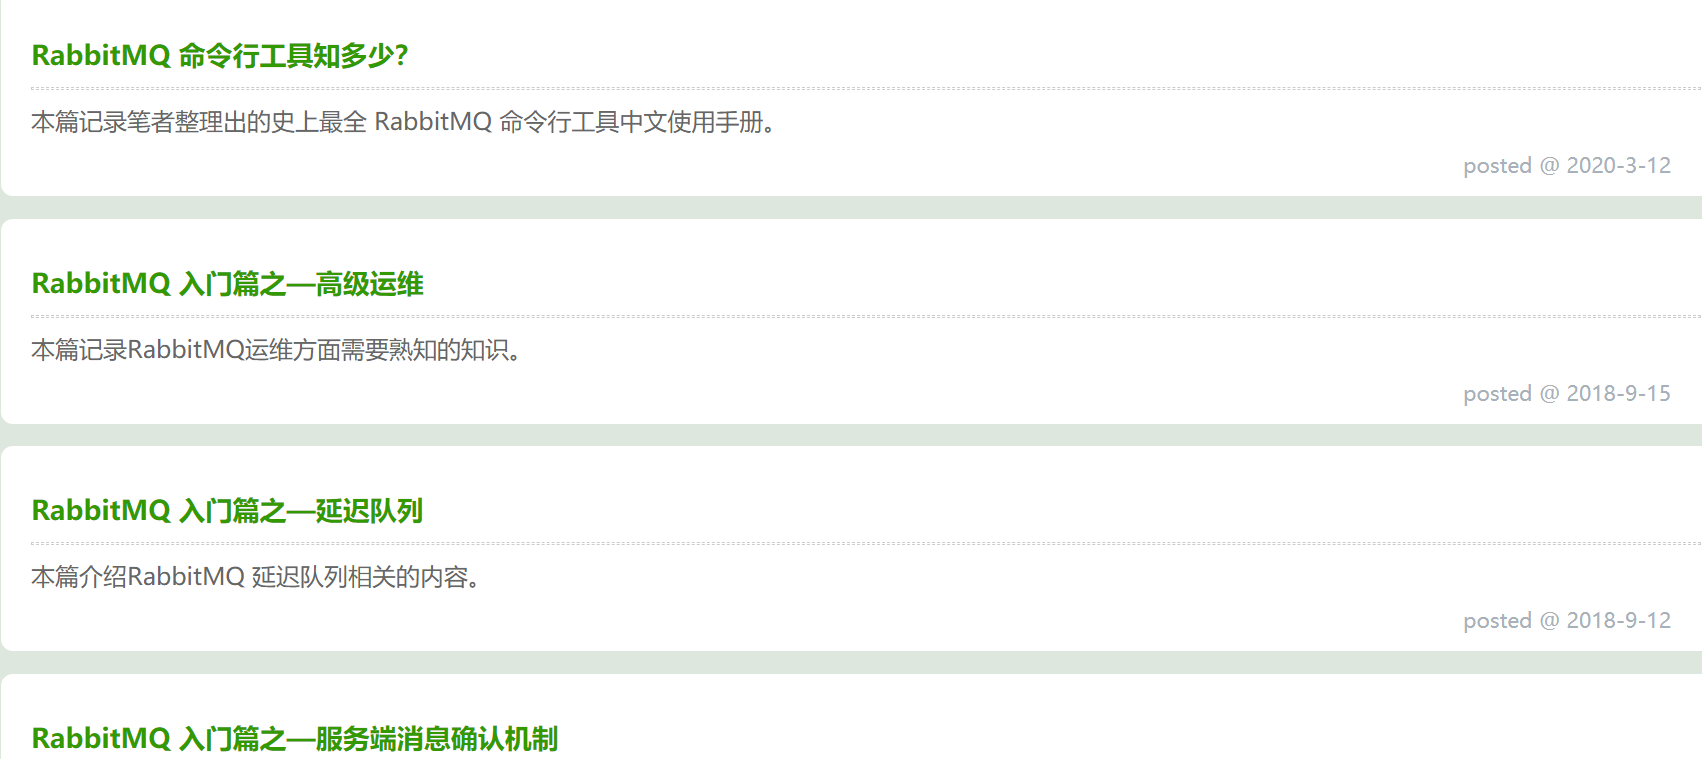 RabbitMQ 命令行工具知多少？
本篇记录笔者整理出的史上最全 RabbitMQ 命令行工具中文使用手册。
posted @ 2020-3-12
RabbitMQ 入门篇之—高级运维
本篇记录RabbitMQ运维方面需要熟知的知识。
posted @ 2018-9-15
RabbitMQ 入门篇之—延迟队列
本篇介绍RabbitMQ 延迟队列相关的内容。
posted @ 2018-9-12
RabbitMQ 入门篇之—服务端消息确认机制